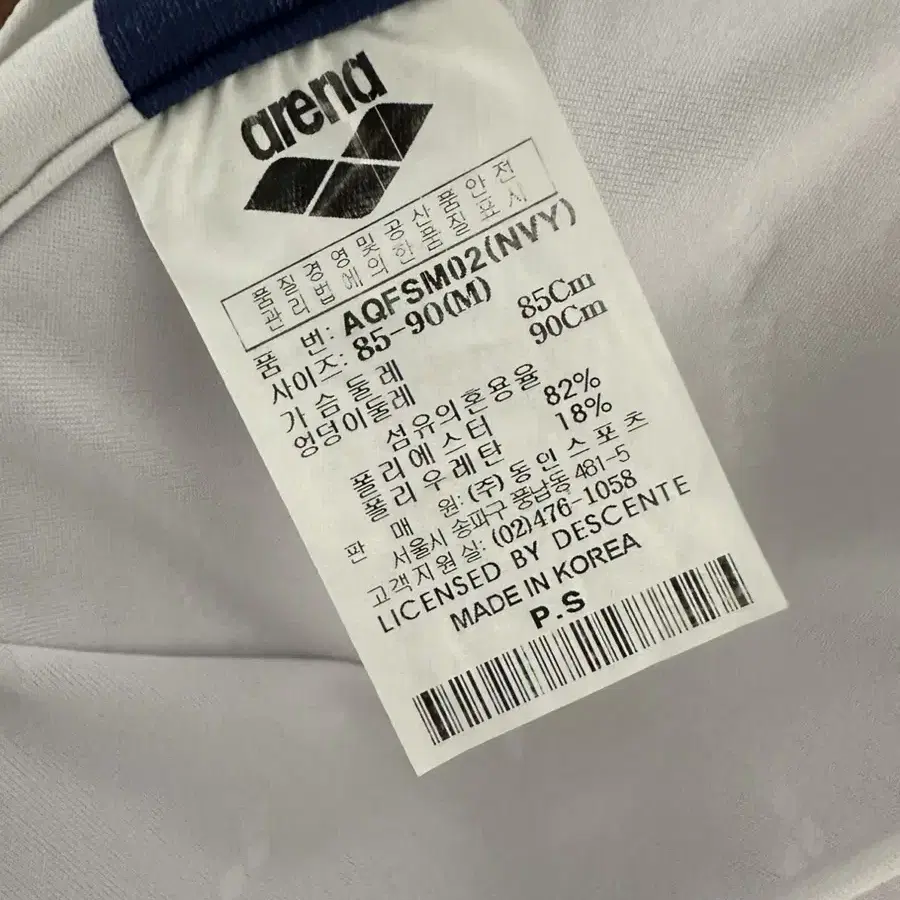 arena
품질경영및공산품안전
관리법에의한품질표시
품 번: AQFSM02(NVY)
사이즈: 85-90(M)
가슴둘레 85Cm
엉덩이둘레 90Cm
섬유의혼용율
폴리에스터 82%
폴리우레탄 18%
판 매 원: (주)동인스포츠
서울시 송파구 풍납동 481-5
고객지원실: (02)476-1058
LICENSED BY DESCENTE
MADE IN KOREA
P.S